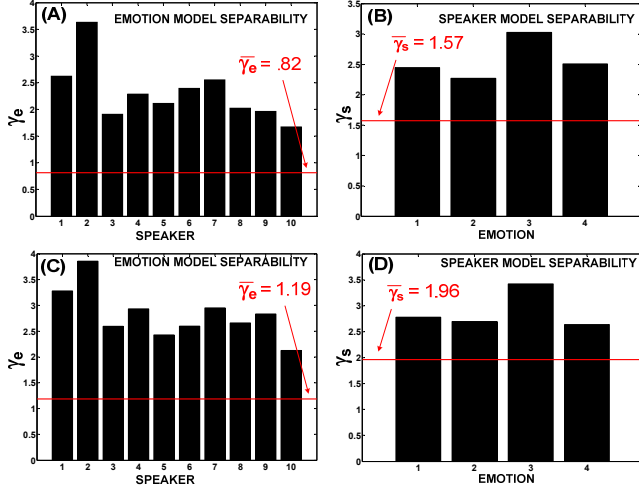 (A) EMOTION MODEL SEPARABILITY
γe = .82
γe
4
3.5
3
2.5
2
1.5
1
0.5
0
1 2 3 4 5 6 7 8 9 10
SPEAKER
(B) SPEAKER MODEL SEPARABILITY
γs = 1.57
γs
3.5
3
2.5
2
1.5
1
0.5
0
1 2 3 4
EMOTION
(C) EMOTION MODEL SEPARABILITY
γe = 1.19
γe
4
3.5
3
2.5
2
1.5
1
0.5
0
1 2 3 4 5 6 7 8 9 10
SPEAKER
(D) SPEAKER MODEL SEPARABILITY
γs = 1.96
γs
4
3.5
3
2.5
2
1.5
1
0.5
0
1 2 3 4
EMOTION